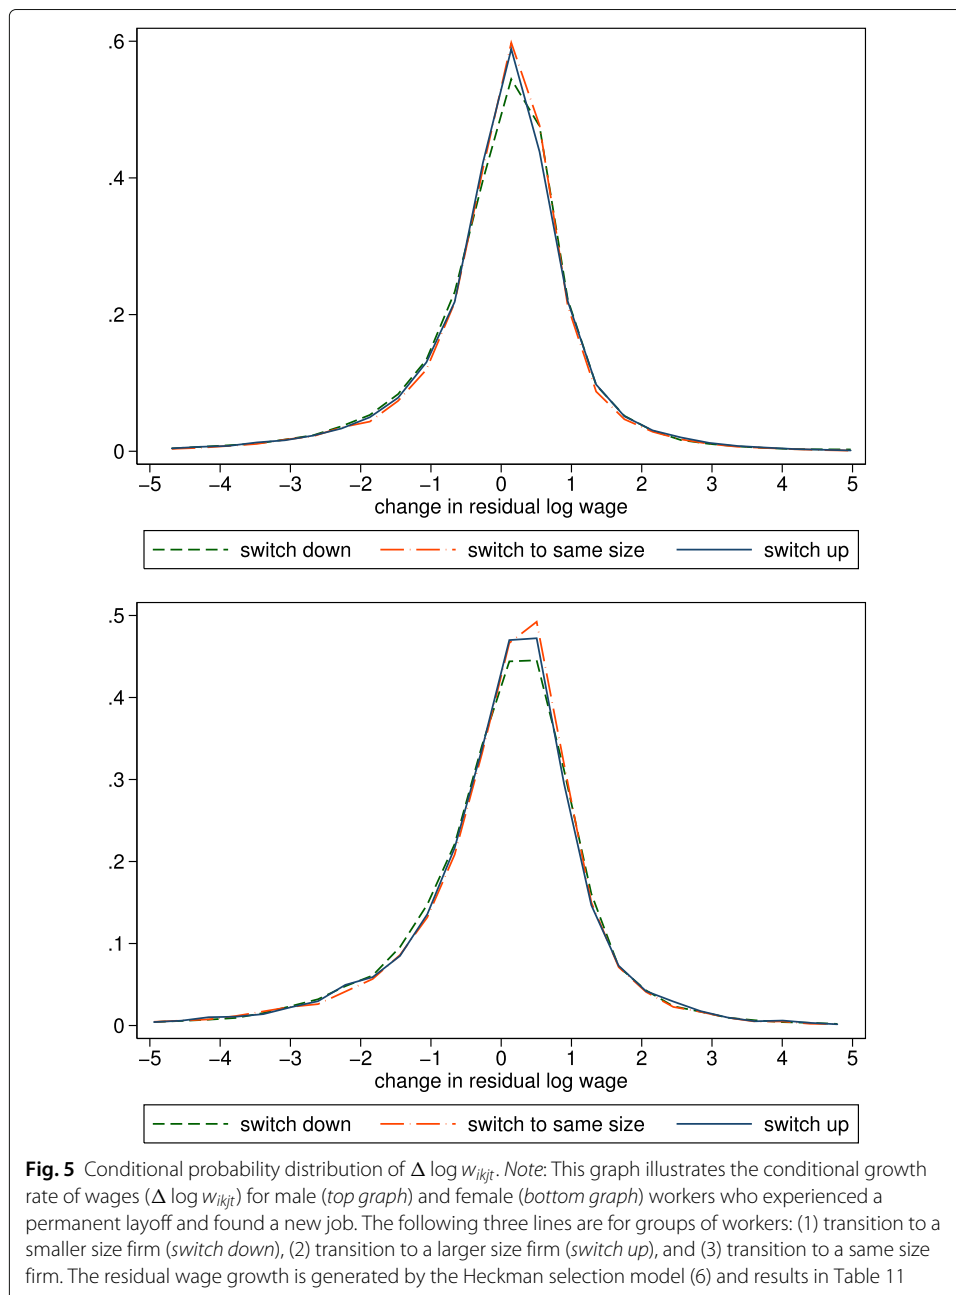 .6
.4
.2
0
−5 −4 −3 −2 −1 0 1 2 3 4 5
change in residual log wage
switch down switch to same size switch up
.5
.4
.3
.2
.1
0
−5 −4 −3 −2 −1 0 1 2 3 4 5
change in residual log wage
switch down switch to same size switch up
Fig. 5 Conditional probability distribution of Δ log w_ikjt. Note: This graph illustrates the conditional growth
rate of wages (Δ log w_ikjt) for male (top graph) and female (bottom graph) workers who experienced a
permanent layoff and found a new job. The following three lines are for groups of workers: (1) transition to a
smaller size firm (switch down), (2) transition to a larger size firm (switch up), and (3) transition to a same size
firm. The residual wage growth is generated by the Heckman selection model (6) and results in Table 11